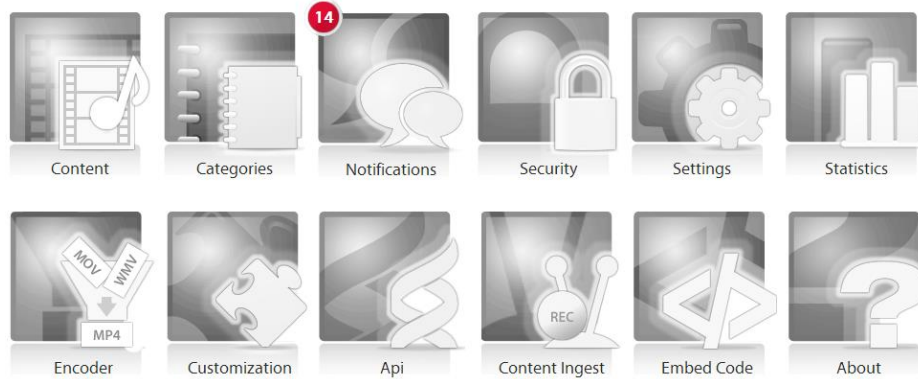 14
Content
Categories
Notifications
Security
Settings
Statistics
MOV
WMV
MP4
REC
Encoder
Customization
Api
Content Ingest
Embed Code
About